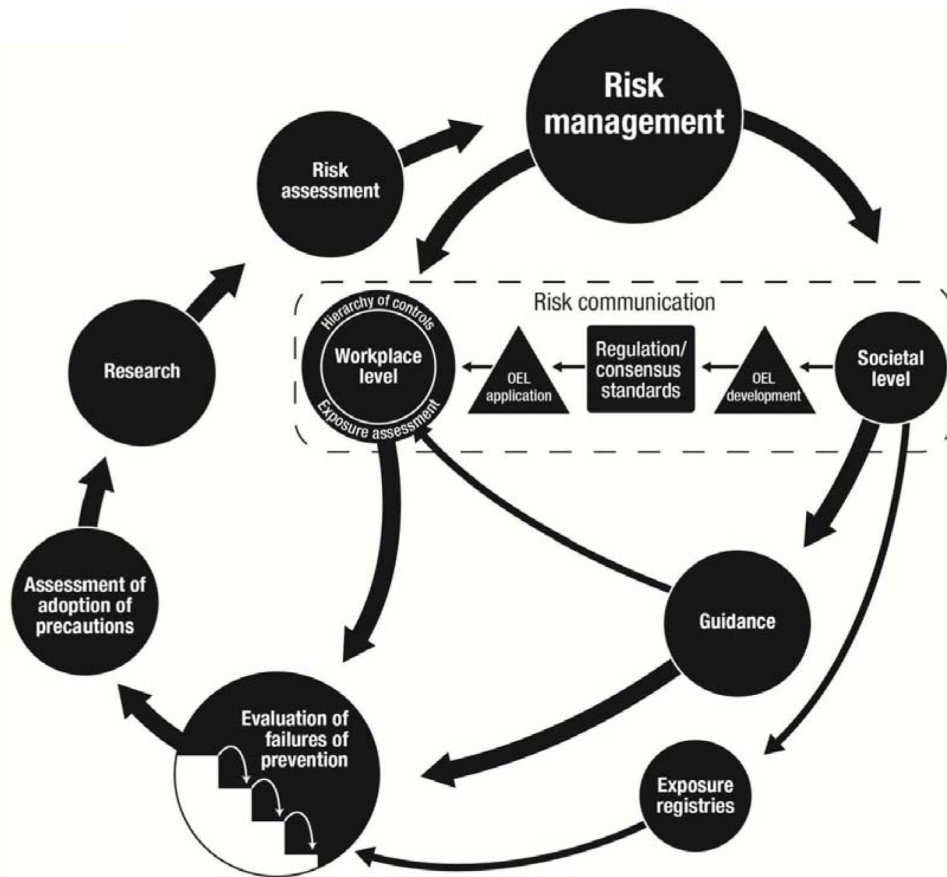 Risk
management
Risk
assessment
Research
Risk communication
Hierarchy of controls
Workplace
level
Exposure assessment
OEL
application
Regulation/
consensus
standards
OEL
development
Societal
level
Assessment of
adoption of
precautions
Guidance
Evaluation of
failures of
prevention
Exposure
registries